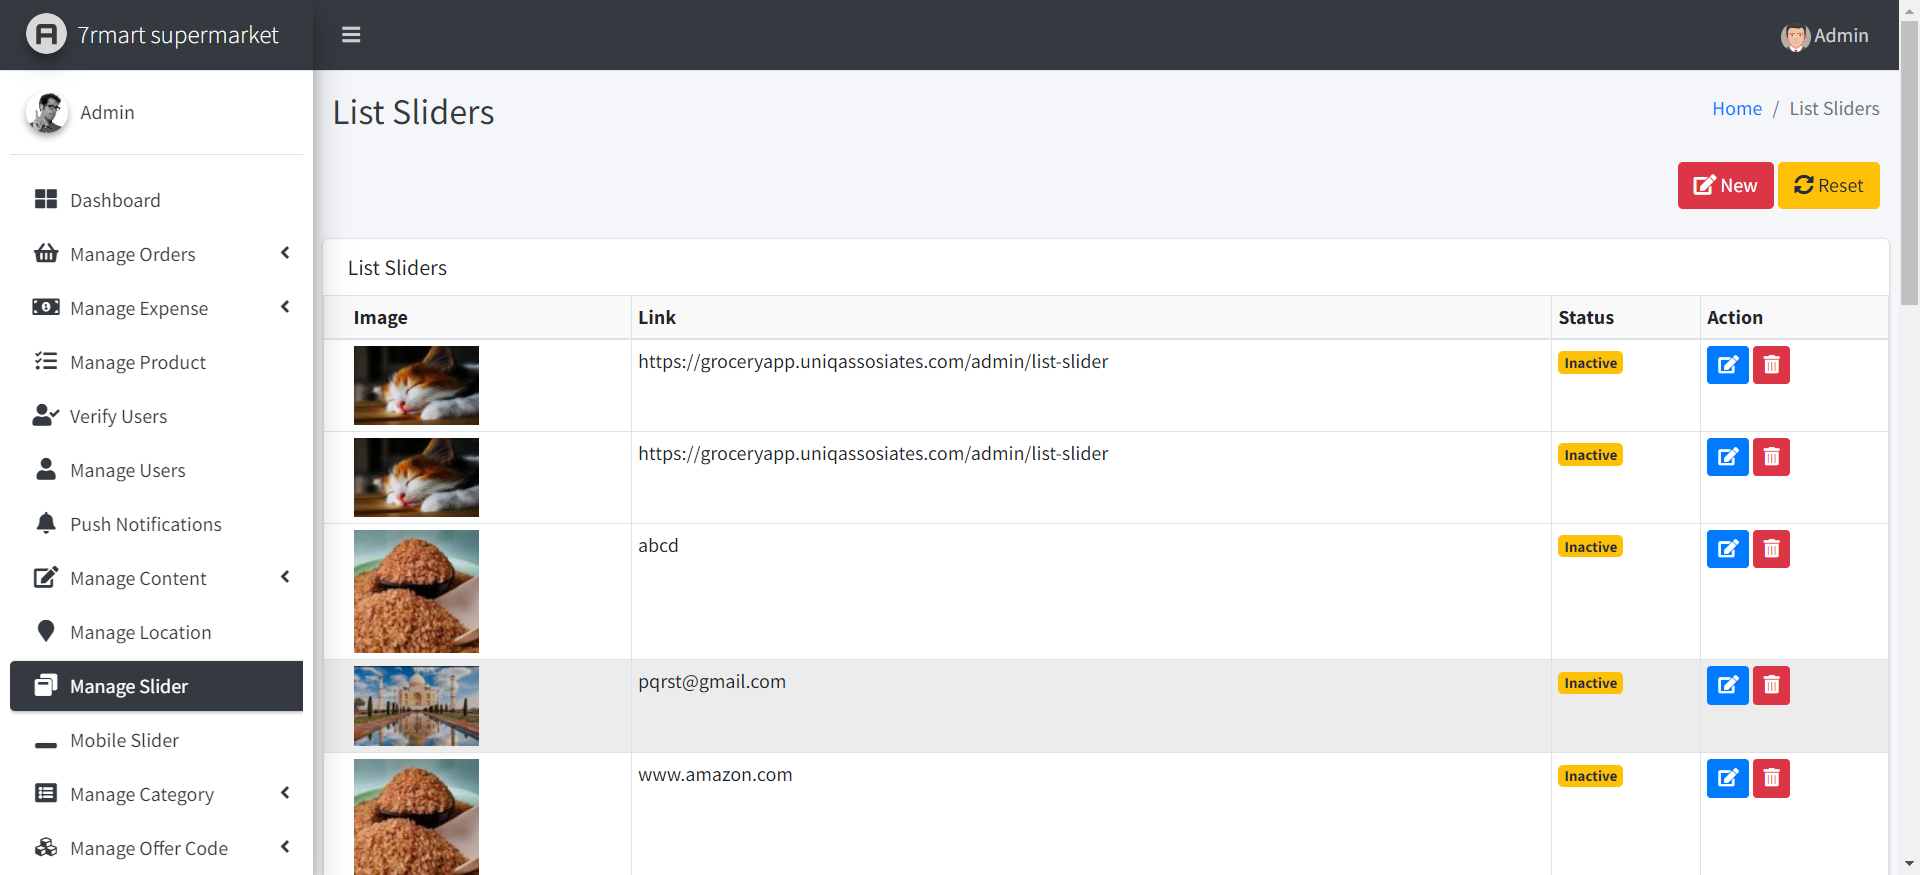 7rmart supermarket
Admin
Admin
Dashboard
Manage Orders
Manage Expense
Manage Product
Verify Users
Manage Users
Push Notifications
Manage Content
Manage Location
Manage Slider
Mobile Slider
Manage Category
Manage Offer Code
List Sliders
Home / List Sliders
New Reset
List Sliders
Image Link Status Action
https://groceryapp.uniqassosiates.com/admin/list-slider Inactive
https://groceryapp.uniqassosiates.com/admin/list-slider Inactive
abcd Inactive
pqrst@gmail.com Inactive
www.amazon.com Inactive